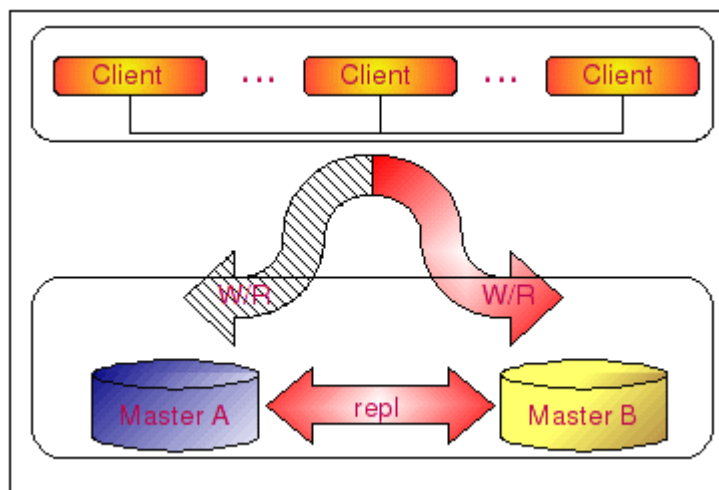 Client ... Client ... Client
W/R W/R
Master A repl Master B